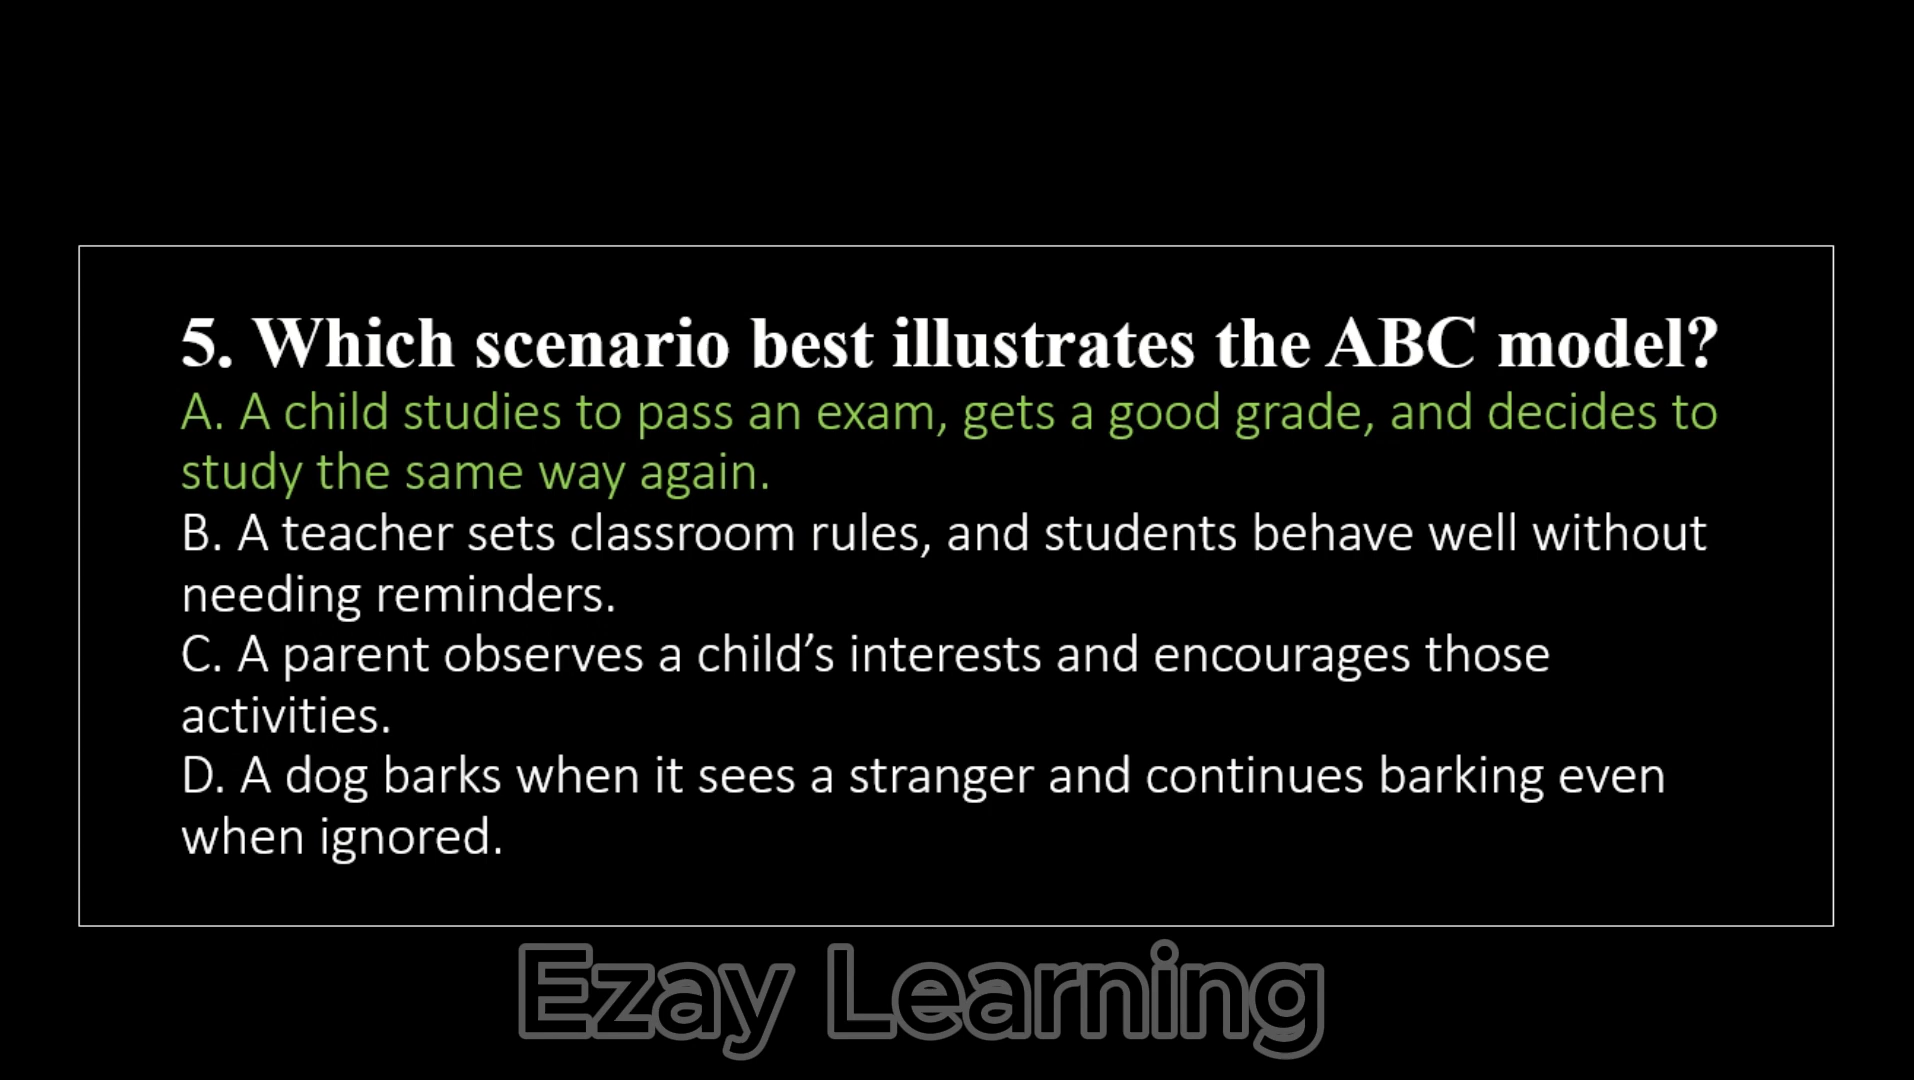 5. Which scenario best illustrates the ABC model?
A. A child studies to pass an exam, gets a good grade, and decides to
study the same way again.
B. A teacher sets classroom rules, and students behave well without
needing reminders.
C. A parent observes a child’s interests and encourages those
activities.
D. A dog barks when it sees a stranger and continues barking even
when ignored.
Ezay Learning